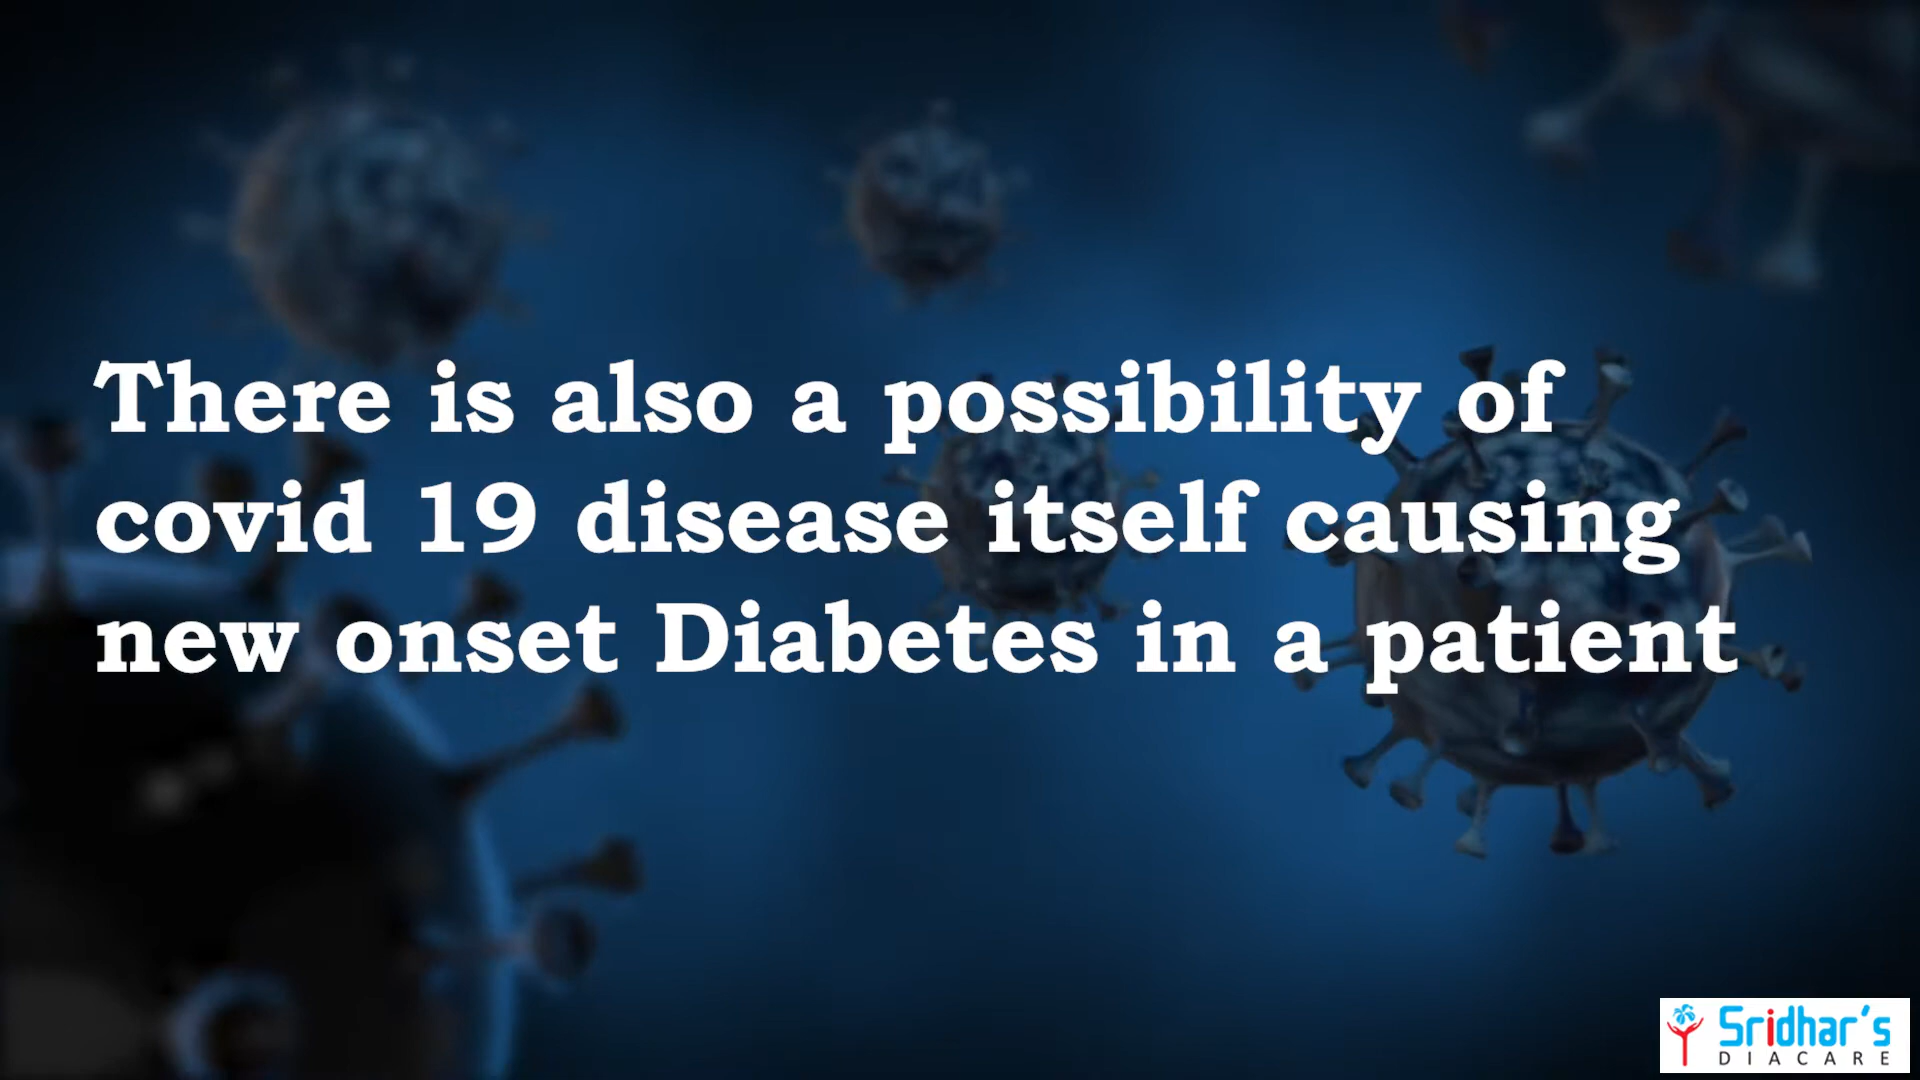 There is also a possibility of
covid 19 disease itself causing
new onset Diabetes in a patient
Sridhar's
DIACARE